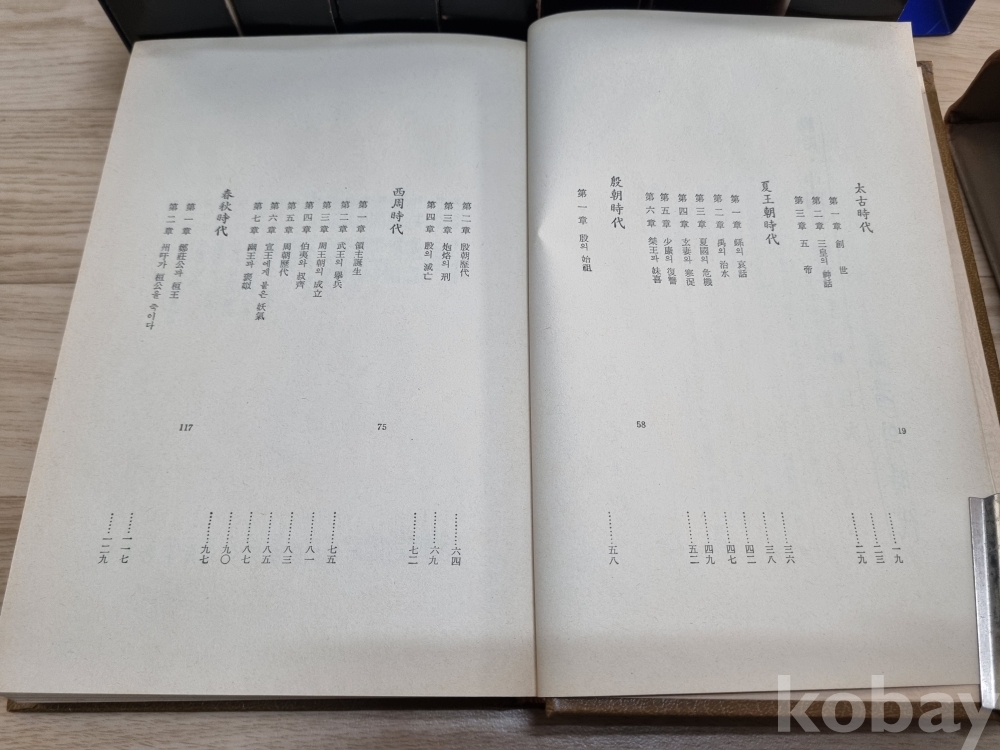 太古時代 19
第一章 創世 一九
第二章 三皇의 神話 二三
第三章 五帝 二九
夏王朝時代
第一章 鯀의 哀話 三六
第二章 禹의 治水 三八
第三章 夏國의 危機 四二
第四章 玄妻와 寒浞 四七
第五章 少康의 復讐 四九
第六章 桀王과 妹喜 五二
殷朝時代 58
第一章 殷의 始祖 五八
第二章 殷朝歷代 六四
第三章 炮烙의 刑 六九
第四章 殷의 滅亡 七二
西周時代 75
第一章 領主誕生 七五
第二章 武王의 擧兵
第三章 周王朝의 成立 八一
第四章 伯夷와 叔齊 八三
第五章 周朝歷代 八五
第六章 宣王에게 붙은 妖氣 八七
第七章 幽王과 褒姒 九〇
九七
春秋時代 117
第一章 鄭莊公과 桓王 一一七
第二章 州吁가 桓公을 죽이다 一二九
kobay